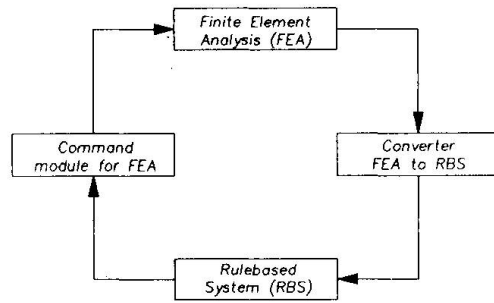 Finite Element
Analysis (FEA)
Command
module for FEA
Converter
FEA to RBS
Rulebased
System (RBS)